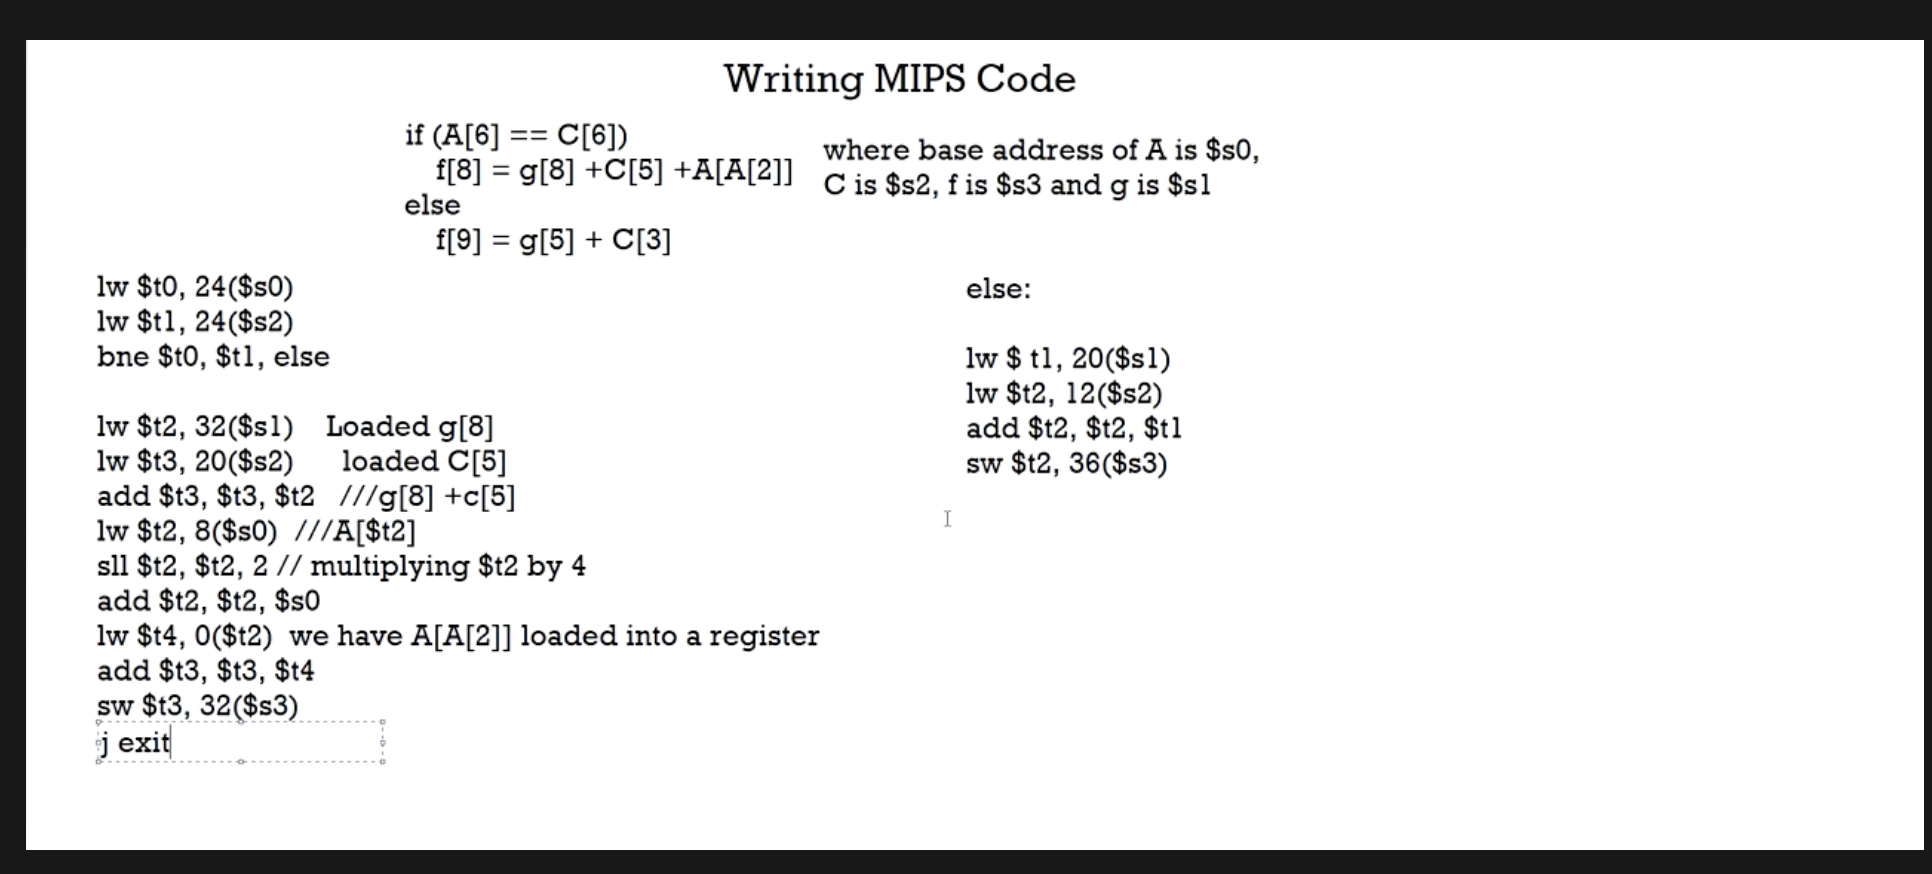 Writing MIPS Code
if (A[6] == C[6])
f[8] = g[8] +C[5] +A[A[2]]
else
f[9] = g[5] + C[3]
where base address of A is $s0,
C is $s2, f is $s3 and g is $s1
lw $t0, 24($s0)
lw $t1, 24($s2)
bne $t0, $t1, else
lw $t2, 32($s1) Loaded g[8]
lw $t3, 20($s2) loaded C[5]
add $t3, $t3, $t2 ///g[8] +c[5]
lw $t2, 8($s0) ///A[$t2]
sll $t2, $t2, 2 // multiplying $t2 by 4
add $t2, $t2, $s0
lw $t4, 0($t2) we have A[A[2]] loaded into a register
add $t3, $t3, $t4
sw $t3, 32($s3)
j exit
else:
lw $ t1, 20($s1)
lw $t2, 12($s2)
add $t2, $t2, $t1
sw $t2, 36($s3)